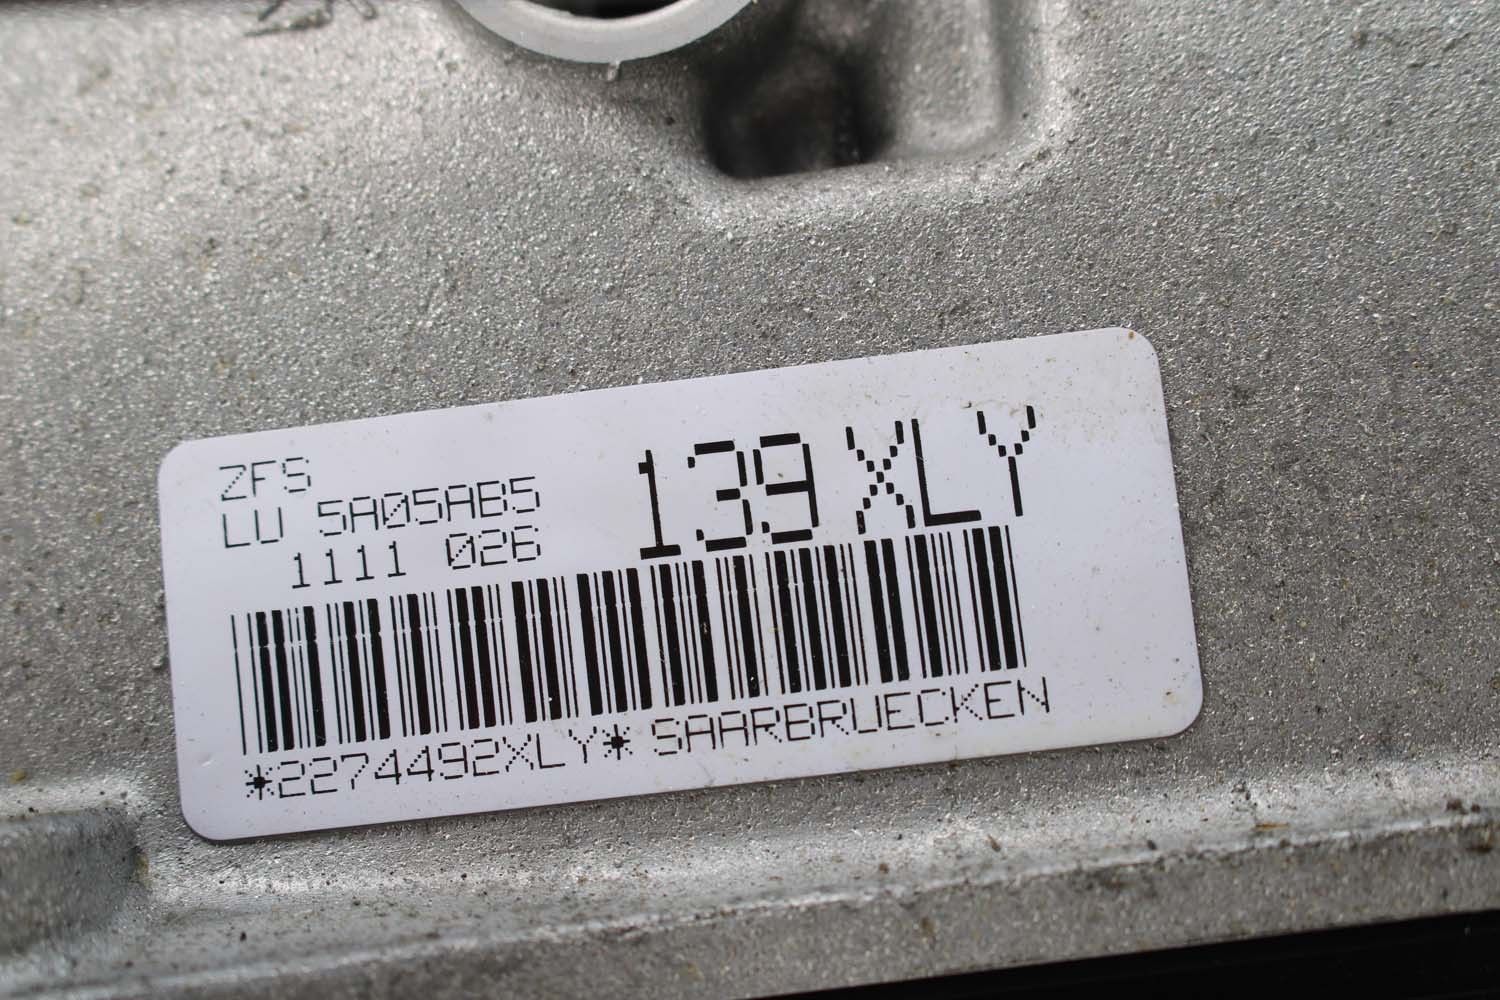 ZFS
LU 5A05AB5
1111 026
139 XLY
*2274492XLY* SAARBRUECKEN